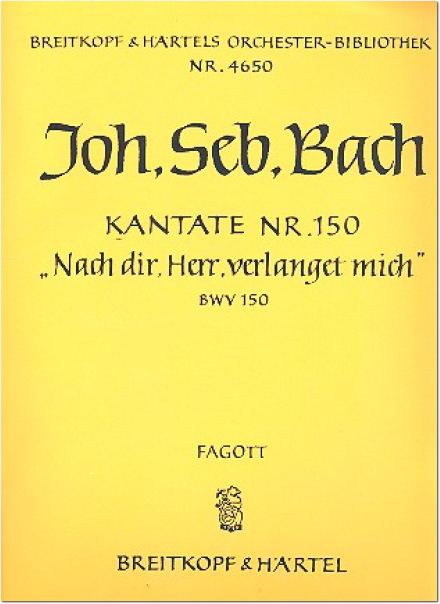 BREITKOPF & HÄRTELS ORCHESTER-BIBLIOTHEK
NR. 4650
Joh. Seb. Bach
KANTATE NR. 150
„Nach dir, Herr, verlanget mich“
BWV 150
FAGOTT
BREITKOPF & HÄRTEL